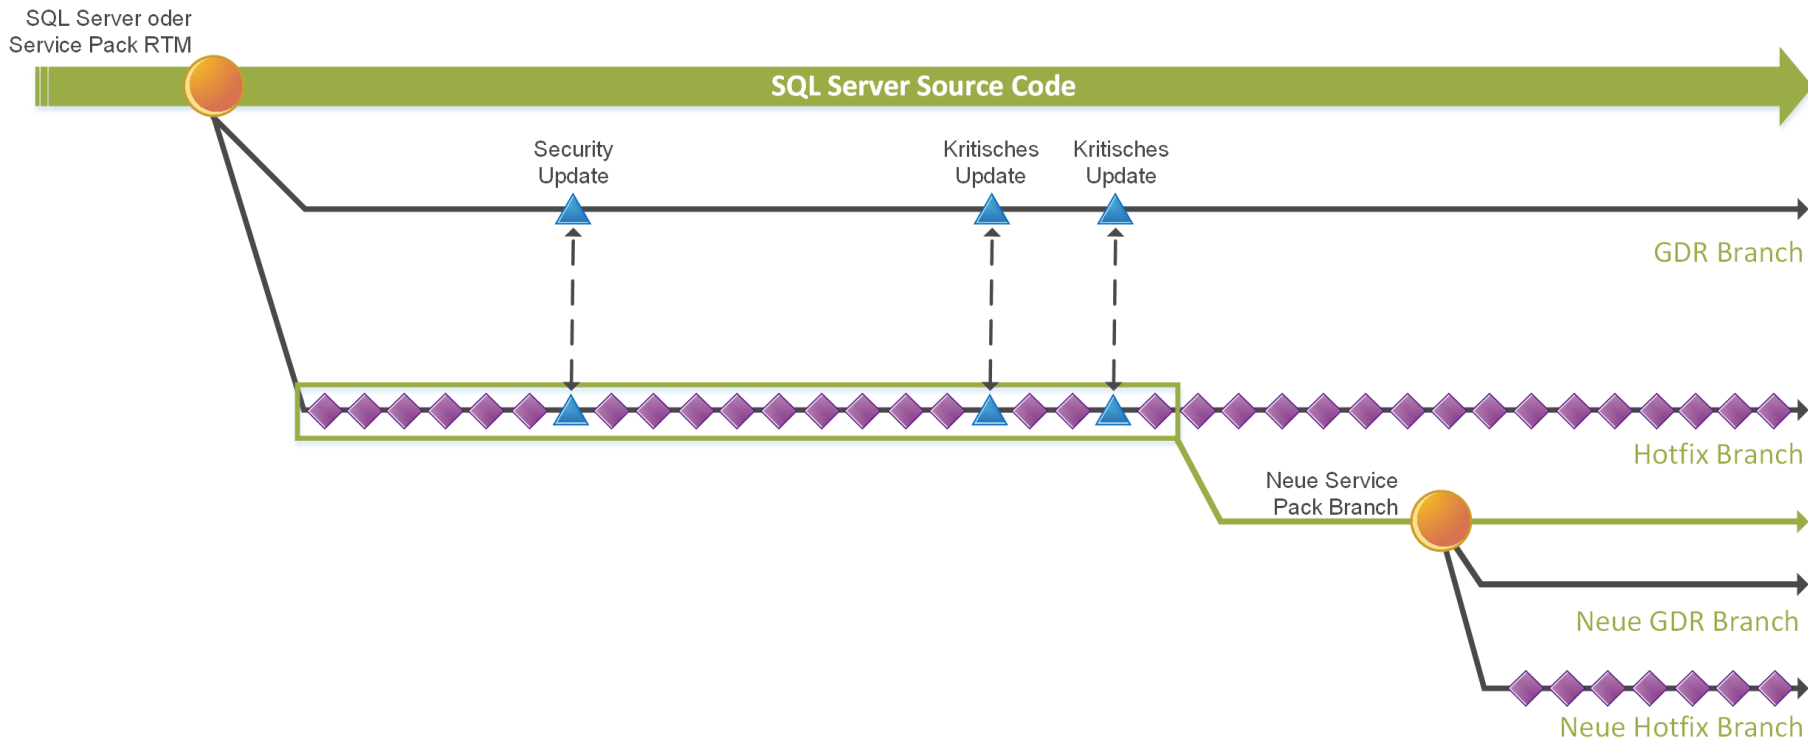 SQL Server oder
Service Pack RTM
SQL Server Source Code
Security
Update
Kritisches
Update
Kritisches
Update
GDR Branch
Hotfix Branch
Neue Service
Pack Branch
Neue GDR Branch
Neue Hotfix Branch